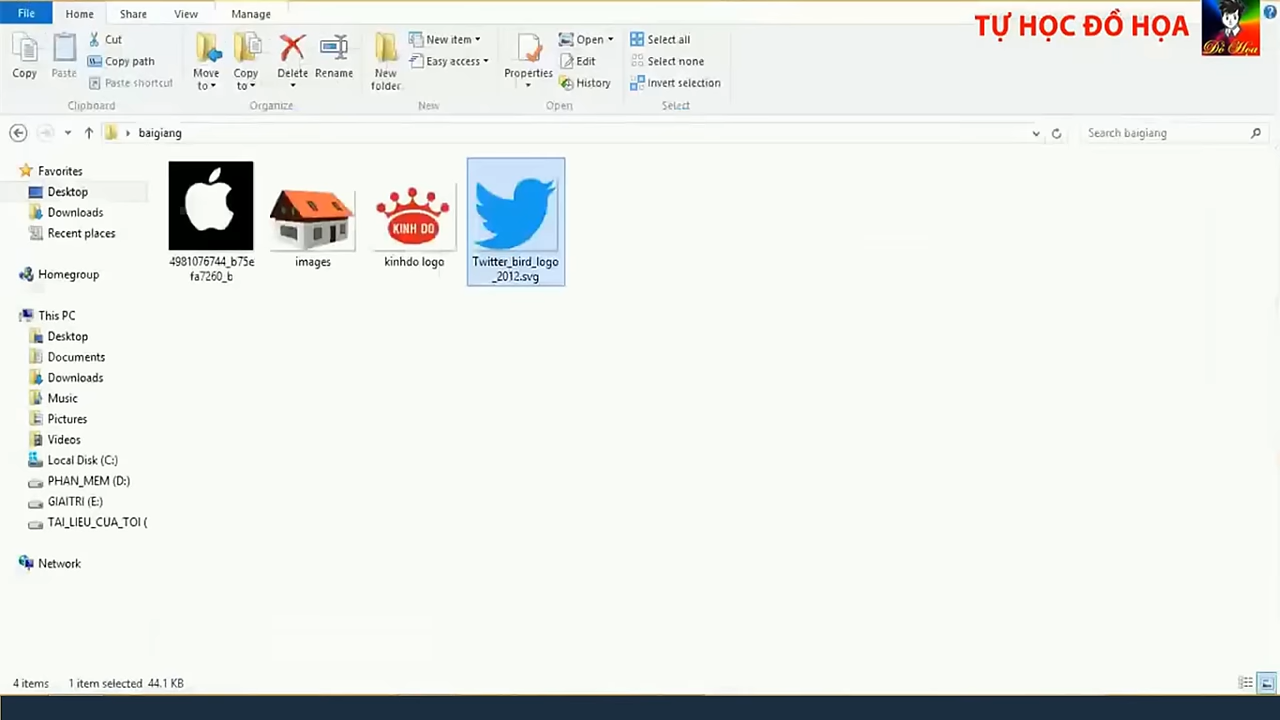 File Home Share View Manage
TỰ HỌC ĐỒ HỌA
Đồ Họa
Copy
Paste
Cut
Copy path
Paste shortcut
Clipboard
Move to
Copy to
Delete
Rename
Organize
New folder
New item
Easy access
New
Properties
Open
Edit
History
Open
Select all
Select none
Invert selection
Select
baigiang
Search baigiang
Favorites
Desktop
Downloads
Recent places
Homegroup
This PC
Desktop
Documents
Downloads
Music
Pictures
Videos
Local Disk (C:)
PHAN_MEM (D:)
GIAITRI (E:)
TAI_LIEU_CUA_TOI (
Network
4981076744_b75e
fa7260_b
images
KINH DO
kinhdo logo
Twitter_bird_logo
_2012.svg
4 items 1 item selected 44.1 KB